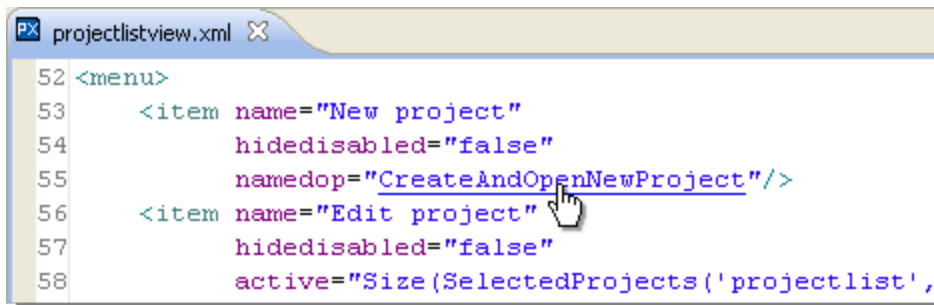 PX projectlistview.xml
52 <menu>
53 <item name="New project"
54 hidedisabled="false"
55 namedop="CreateAndOpenNewProject"/>
56 <item name="Edit project"
57 hidedisabled="false"
58 active="Size(SelectedProjects('projectlist',